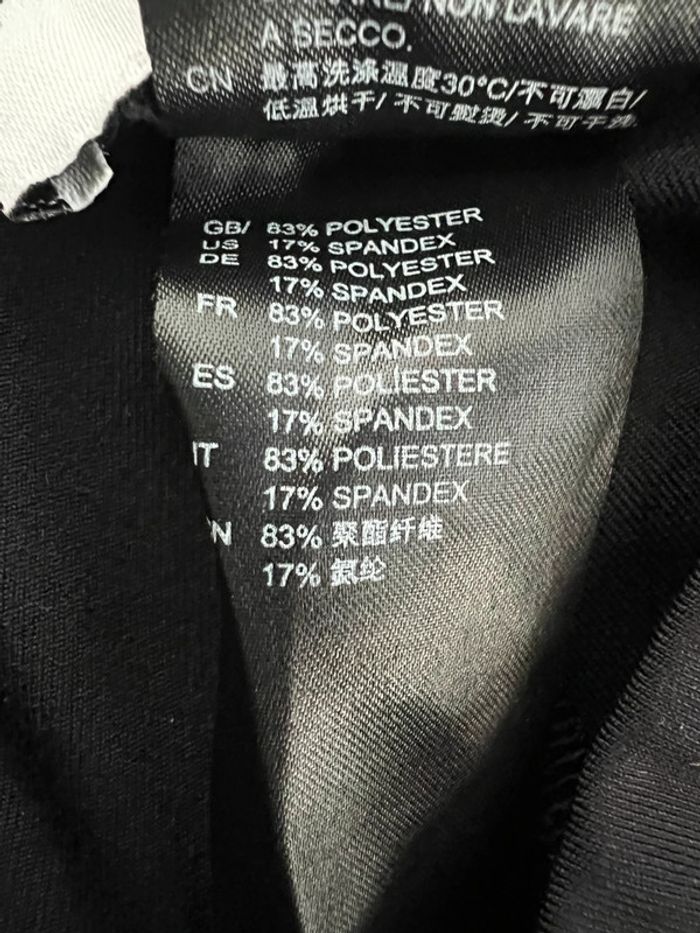 NON LAVARE
A SECCO.
CN 最高洗涤温度30°C/不可漂白/
低温烘干/ 不可熨烫/ 不可干洗
GB/ 83% POLYESTER
US 17% SPANDEX
DE 83% POLYESTER
17% SPANDEX
FR 83% POLYESTER
17% SPANDEX
ES 83% POLIESTER
17% SPANDEX
IT 83% POLIESTERE
17% SPANDEX
CN 83% 聚酯纤维
17% 氨纶